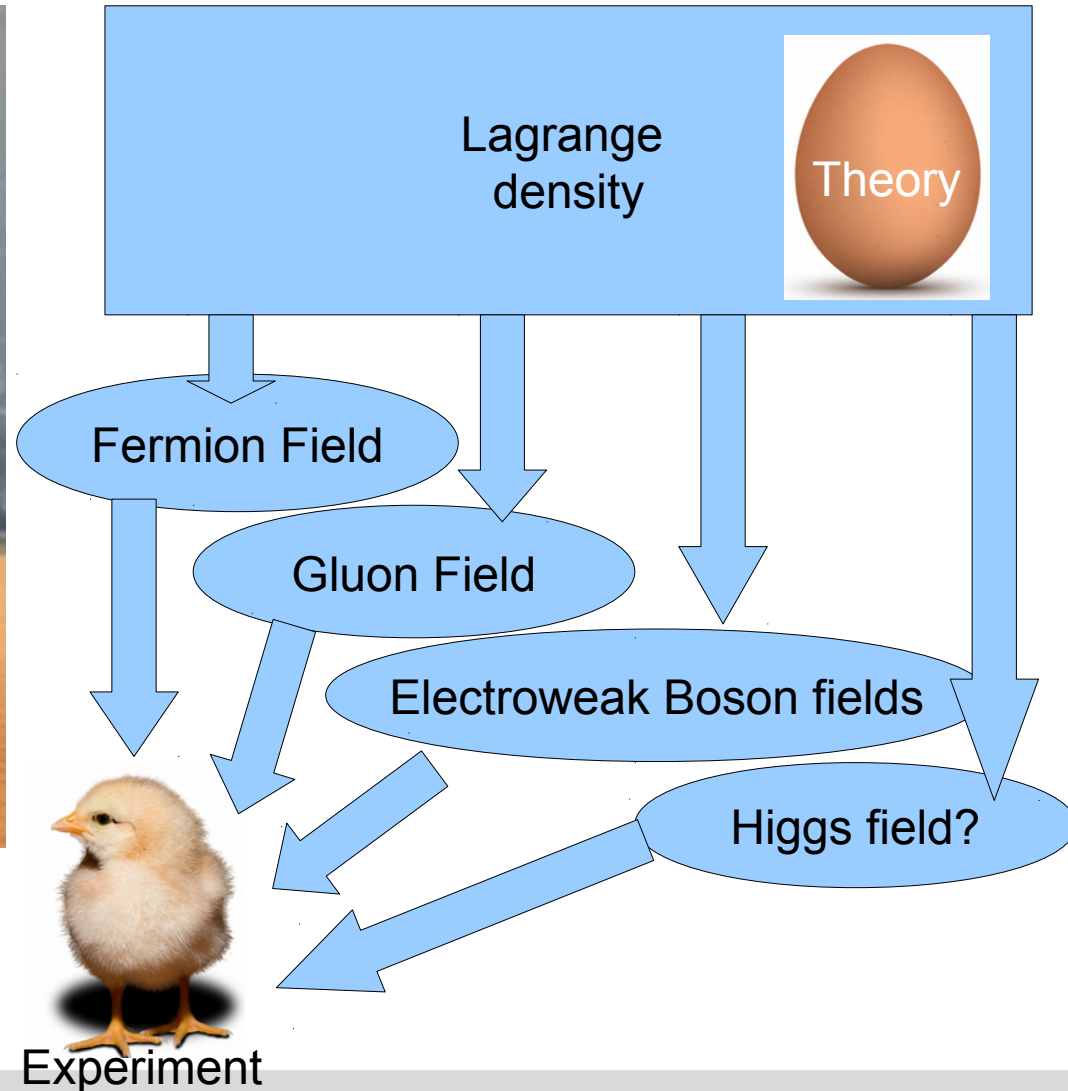 Lagrange
density
Theory
Fermion Field
Gluon Field
Electroweak Boson fields
Higgs field?
Experiment